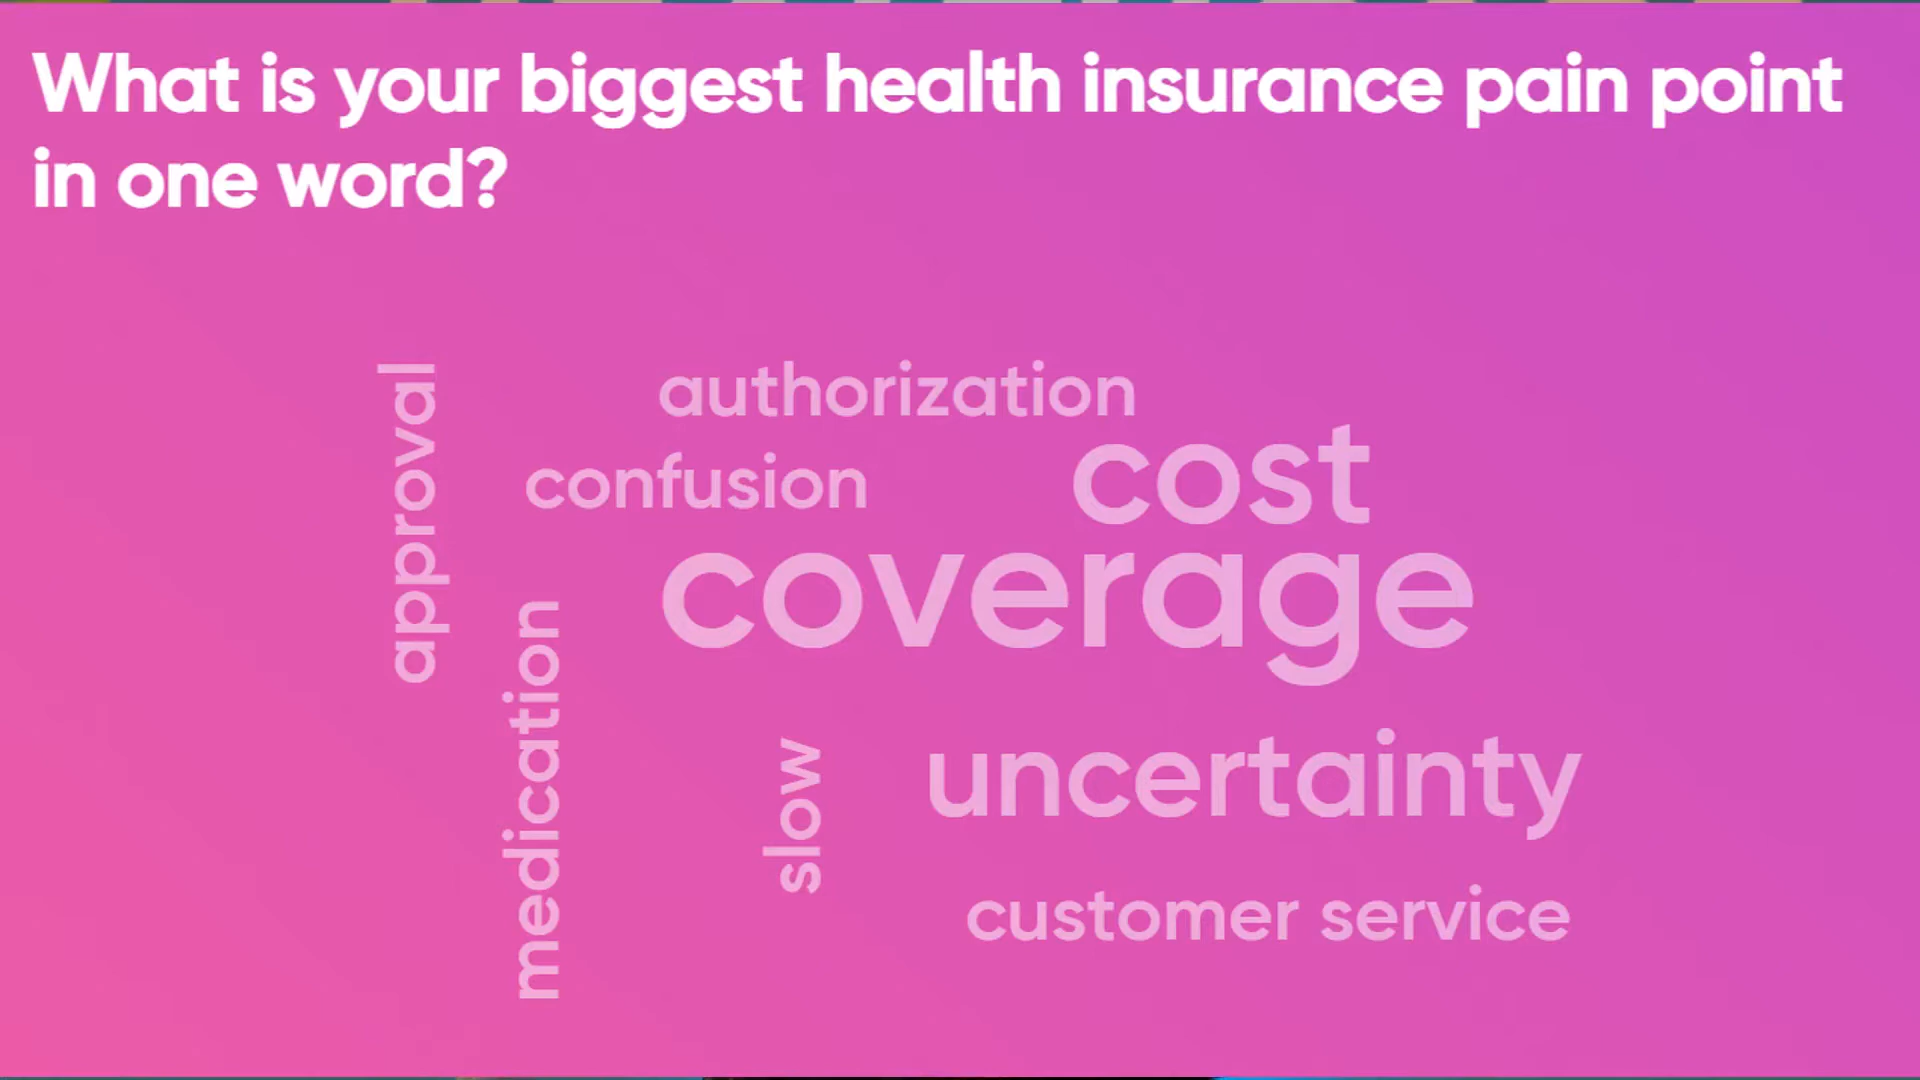 What is your biggest health insurance pain point
in one word?
approval
authorization
confusion
cost
coverage
medication
slow
uncertainty
customer service